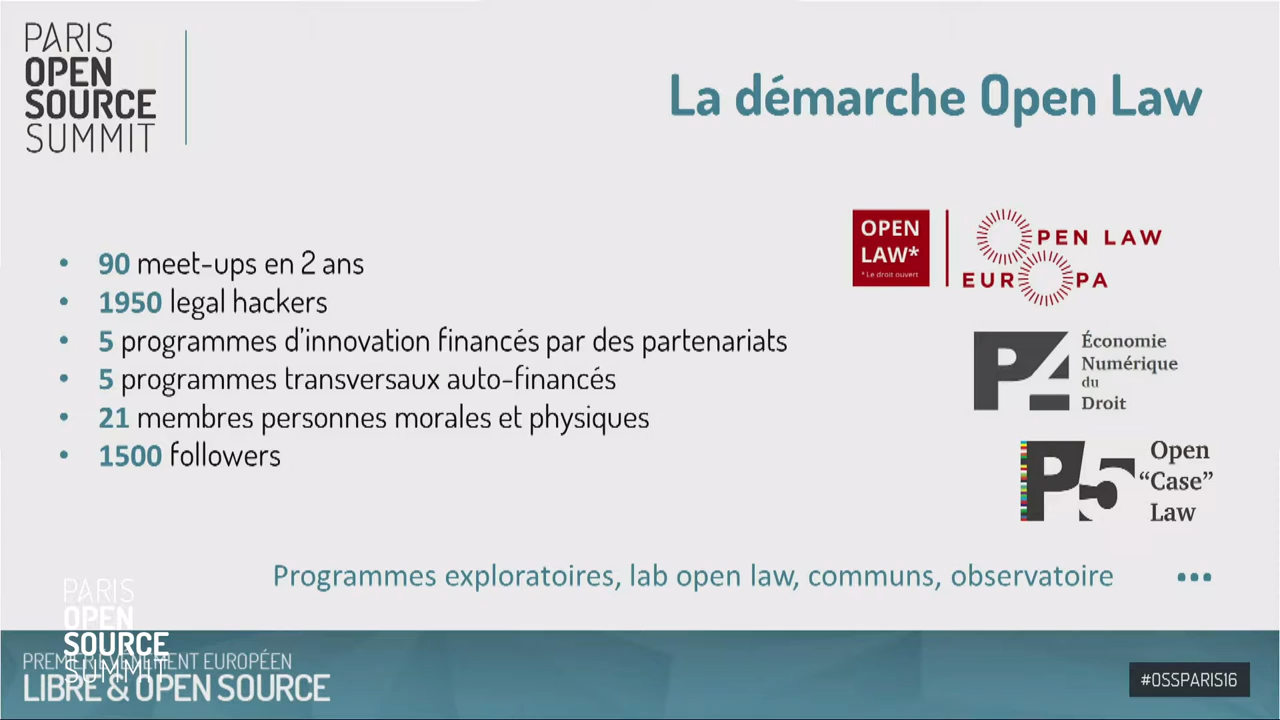 PARIS
OPEN
SOURCE
SUMMIT
La démarche Open Law
• 90 meet-ups en 2 ans
• 1950 legal hackers
• 5 programmes d'innovation financés par des partenariats
• 5 programmes transversaux auto-financés
• 21 membres personnes morales et physiques
• 1500 followers
OPEN
LAW*
* Le droit ouvert
OPEN LAW
EUROPA
P4
Économie
Numérique
du
Droit
P5
Open
“Case”
Law
Programmes exploratoires, lab open law, communs, observatoire ...
PARIS
OPEN
SOURCE
SUMMIT
PREMIER ÉVÉNEMENT EUROPÉEN
LIBRE & OPEN SOURCE
#OSSPARIS16